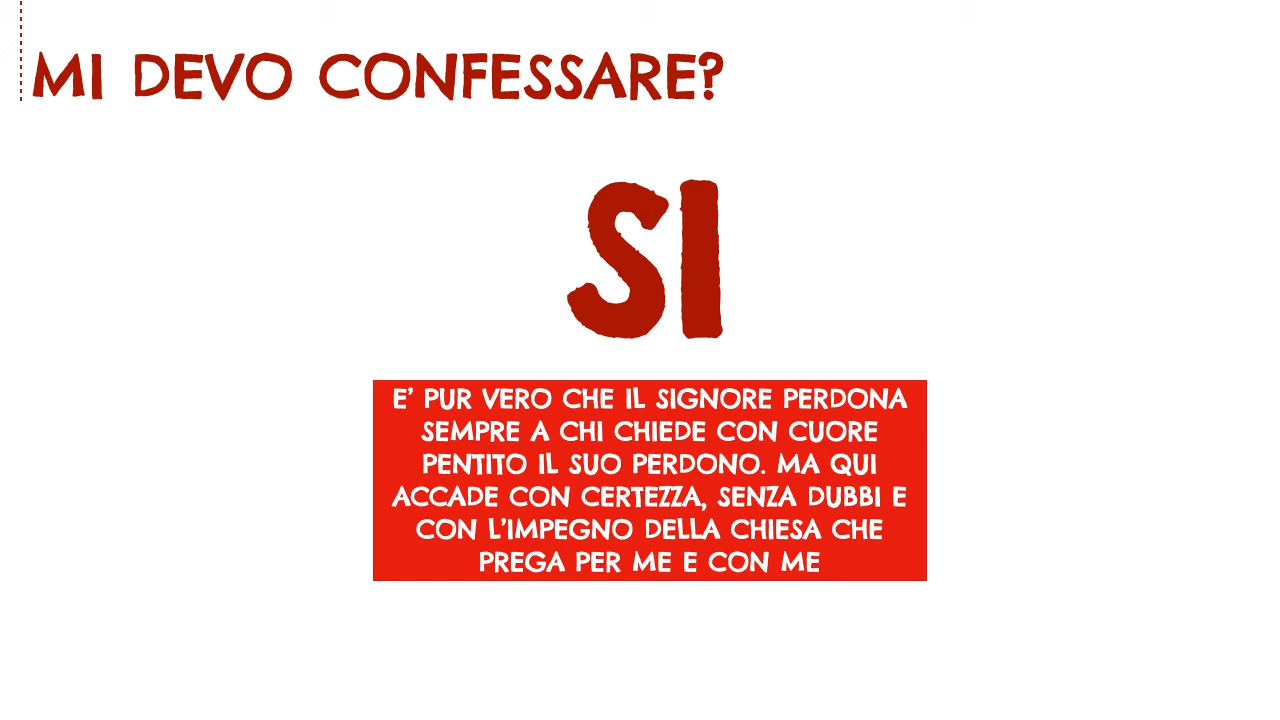 MI DEVO CONFESSARE?
SI
E' PUR VERO CHE IL SIGNORE PERDONA
SEMPRE A CHI CHIEDE CON CUORE
PENTITO IL SUO PERDONO. MA QUI
ACCADE CON CERTEZZA, SENZA DUBBI E
CON L'IMPEGNO DELLA CHIESA CHE
PREGA PER ME E CON ME